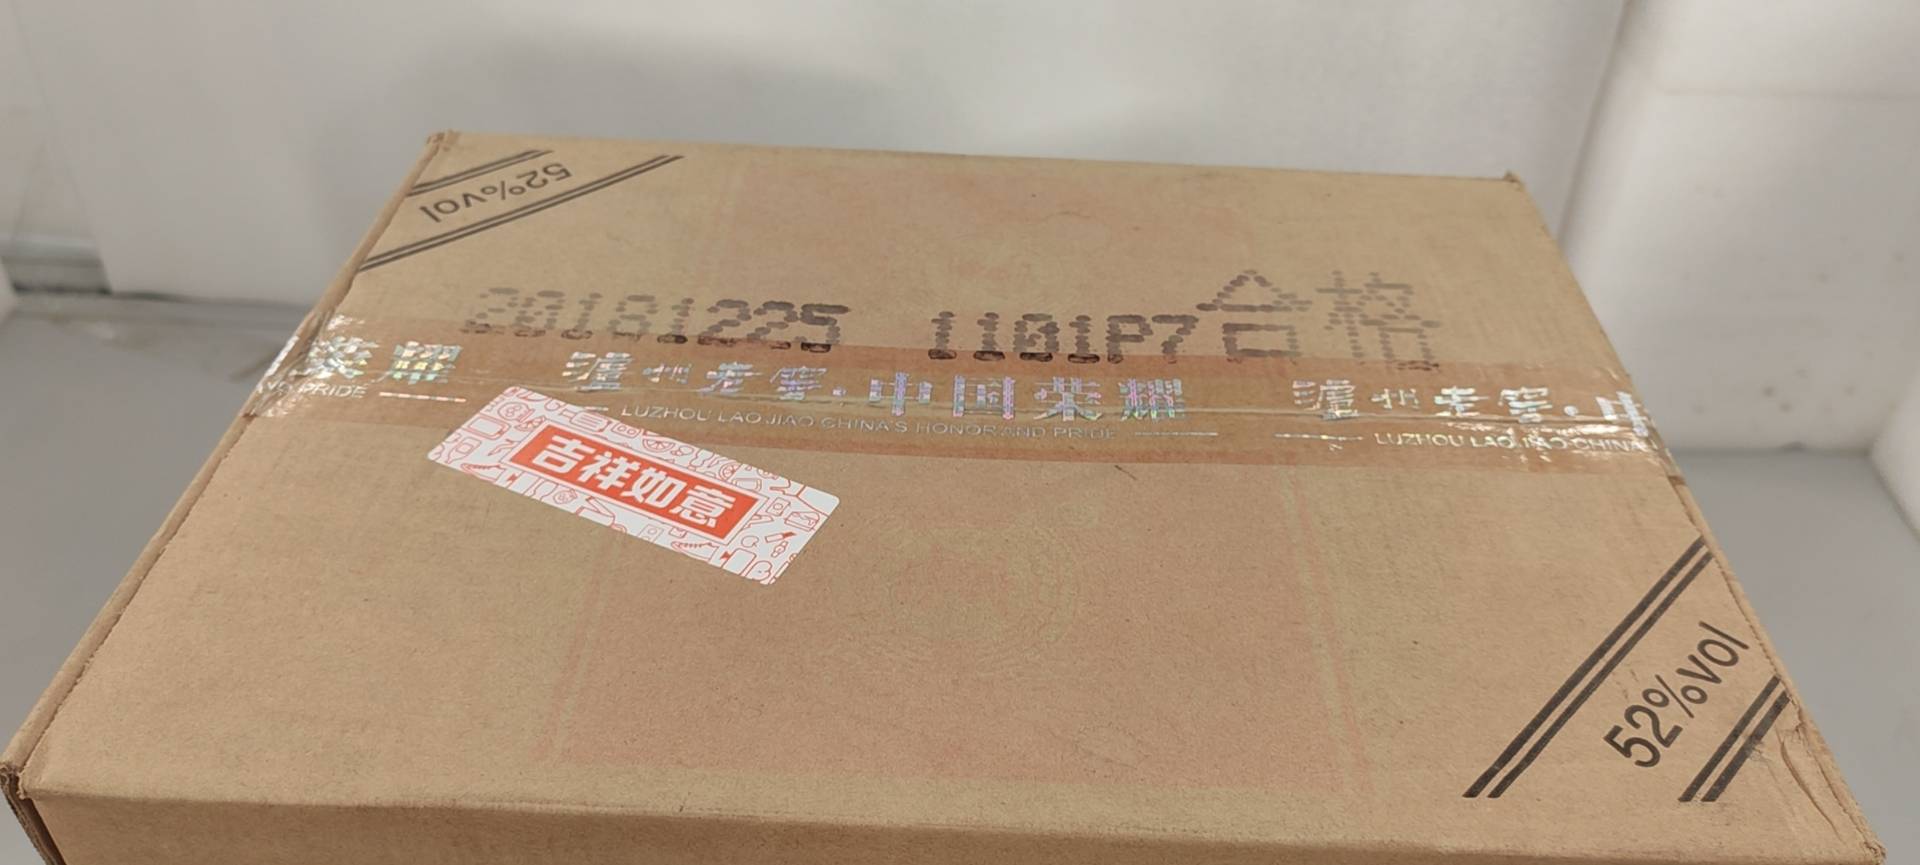 52%vol
20181225 1101P7合格
荣耀 泸州老窖·中国荣耀 泸州老窖·中
PRIDE LUZHOU LAO JIAO CHINA'S HONOR AND PRIDE LUZHOU LAO JIAO CHINA
吉祥如意
52%vol